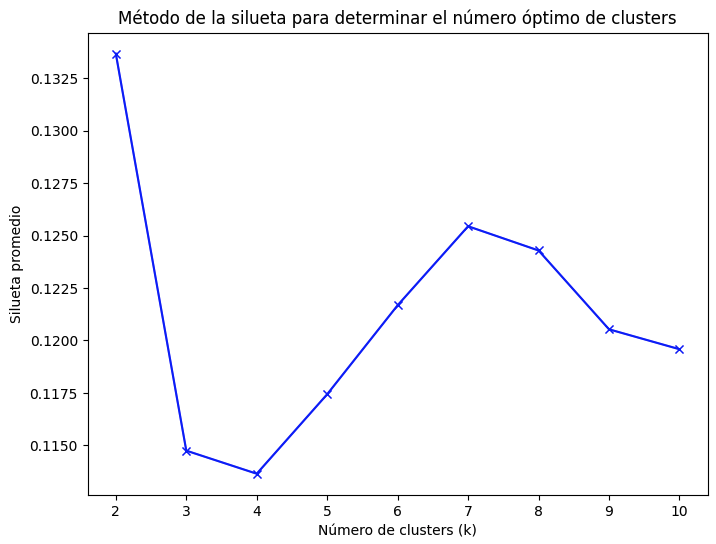 Método de la silueta para determinar el número óptimo de clusters
Silueta promedio
0.1325
0.1300
0.1275
0.1250
0.1225
0.1200
0.1175
0.1150
2 3 4 5 6 7 8 9 10
Número de clusters (k)